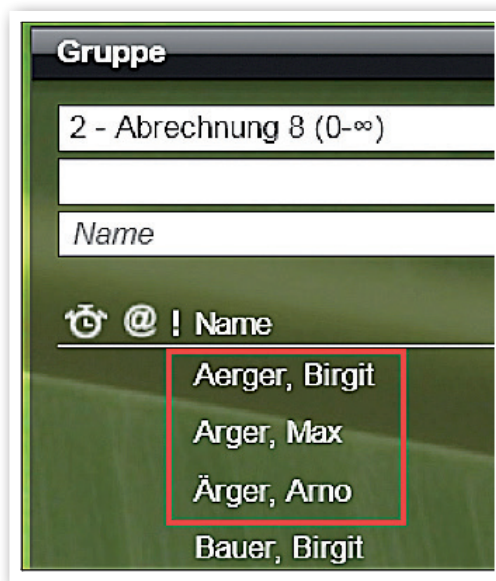 Gruppe
2 - Abrechnung 8 (0-∞)
Name
@ ! Name
Aerger, Birgit
Arger, Max
Ärger, Arno
Bauer, Birgit